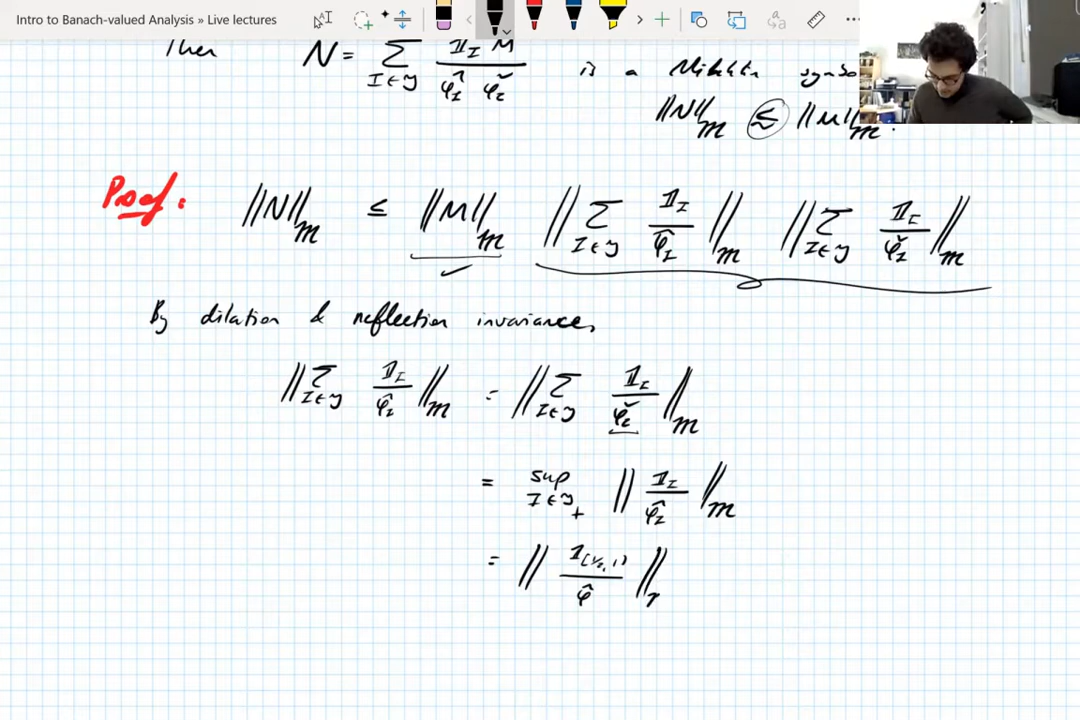 Intro to Banach-valued Analysis » Live lectures
Then N = Σ_{I∈𝒥} 𝟙_I M / φ̂_I φ̌_I is a Mikhlin symbol
‖N‖_𝔪 ≲ ‖M‖_𝔪.
Proof: ‖N‖_𝔪 ≤ ‖M‖_𝔪 ‖Σ_{I∈𝒥} 𝟙_I / φ̂_I‖_𝔪 ‖Σ_{I∈𝒥} 𝟙_I / φ̌_I‖_𝔪
By dilation & reflection invariance,
‖Σ_{I∈𝒥} 𝟙_I / φ̂_I‖_𝔪 = ‖Σ_{I∈𝒥} 𝟙_I / φ̌_I‖_𝔪
= sup_{I∈𝒥_+} ‖𝟙_I / φ̂_I‖_𝔪
= ‖𝟙_{(1/2, 1)} / φ̂‖